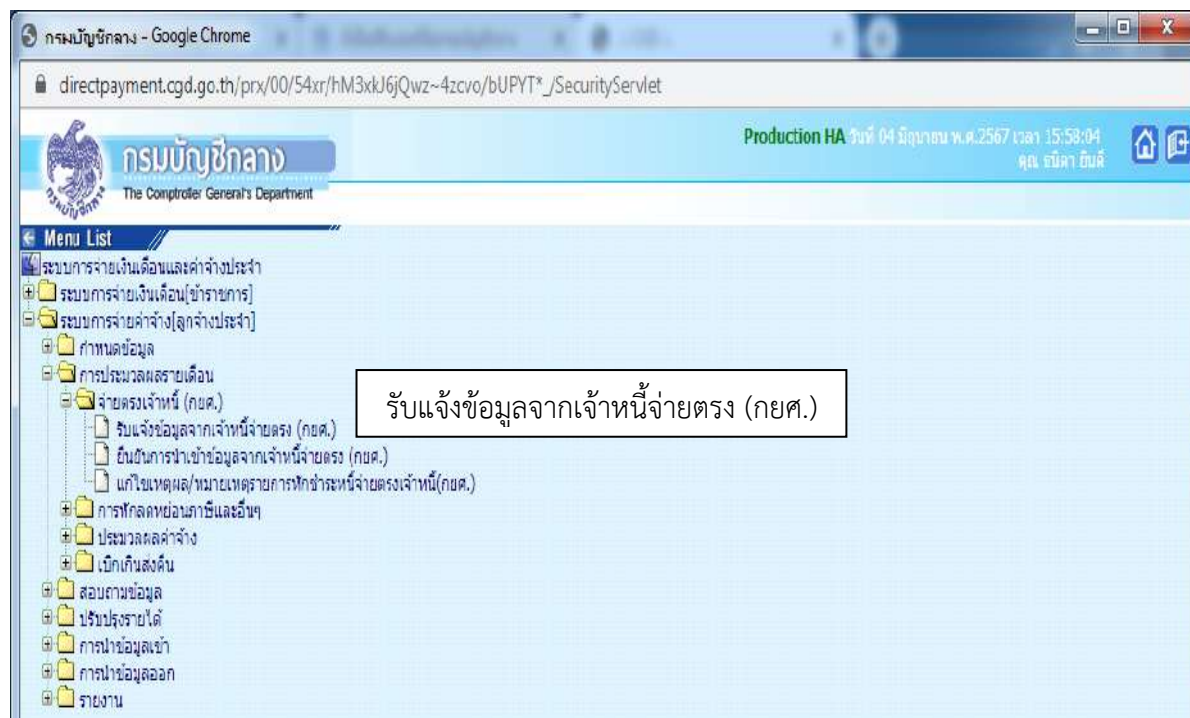 กรมบัญชีกลาง - Google Chrome
directpayment.cgd.go.th/prx/00/54xr/hM3xkJ6jQwz~4zcvo/bUPYT*_/SecurityServlet
Production HA วันที่ 04 มิถุนายน พ.ศ.2567 เวลา 15:58:04
คุณ ธนิดา ยินดี
กรมบัญชีกลาง
The Comptroller General's Department
Menu List
ระบบการจ่ายเงินเดือนและค่าจ้างประจำ
ระบบการจ่ายเงินเดือน[ข้าราชการ]
ระบบการจ่ายค่าจ้าง[ลูกจ้างประจำ]
กำหนดข้อมูล
การประมวลผลรายเดือน
จ่ายตรงเจ้าหนี้ (กยศ.)
รับแจ้งข้อมูลจากเจ้าหนี้จ่ายตรง (กยศ.)
รับแจ้งข้อมูลจากเจ้าหนี้จ่ายตรง (กยศ.)
ยืนยันการนำเข้าข้อมูลจากเจ้าหนี้จ่ายตรง (กยศ.)
แก้ไขเหตุผล/หมายเหตุรายการหักชำระหนี้จ่ายตรงเจ้าหนี้(กยศ.)
การหักลดหย่อนภาษีและอื่นๆ
ประมวลผลค่าจ้าง
เบิกเกินส่งคืน
สอบถามข้อมูล
ปรับปรุงรายได้
การนำข้อมูลเข้า
การนำข้อมูลออก
รายงาน